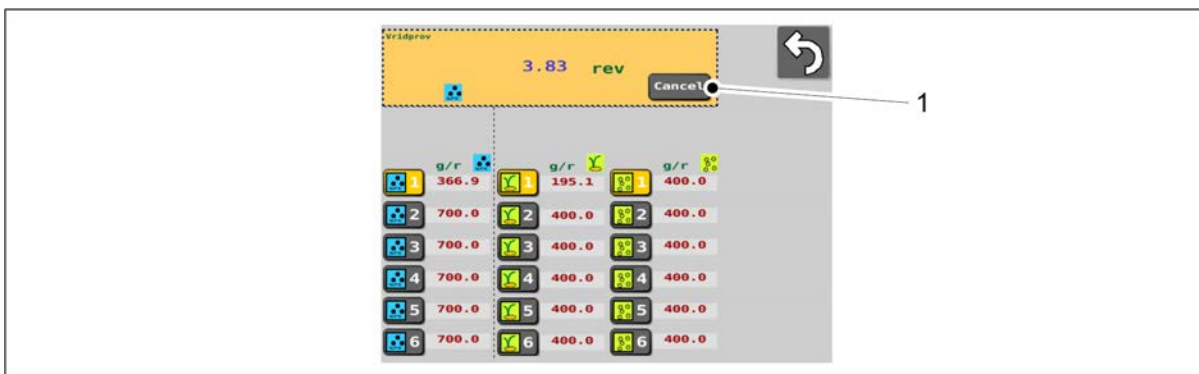 Vridprov
3.83 rev
Cancel
1
g/r g/r g/r
1 366.9 1 195.1 1 400.0
2 700.0 2 400.0 2 400.0
3 700.0 3 400.0 3 400.0
4 700.0 4 400.0 4 400.0
5 700.0 5 400.0 5 400.0
6 700.0 6 400.0 6 400.0